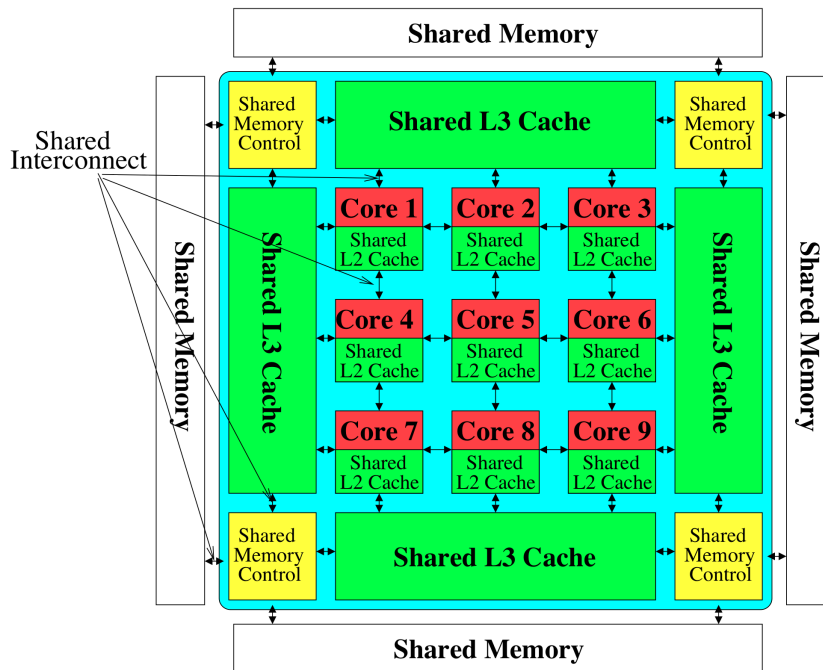 Shared Memory
Shared
Memory
Control
Shared L3 Cache
Shared
Memory
Control
Shared
Interconnect
Shared Memory
Shared L3 Cache
Core 1
Shared
L2 Cache
Core 2
Shared
L2 Cache
Core 3
Shared
L2 Cache
Core 4
Shared
L2 Cache
Core 5
Shared
L2 Cache
Core 6
Shared
L2 Cache
Core 7
Shared
L2 Cache
Core 8
Shared
L2 Cache
Core 9
Shared
L2 Cache
Shared L3 Cache
Shared Memory
Shared
Memory
Control
Shared L3 Cache
Shared
Memory
Control
Shared Memory